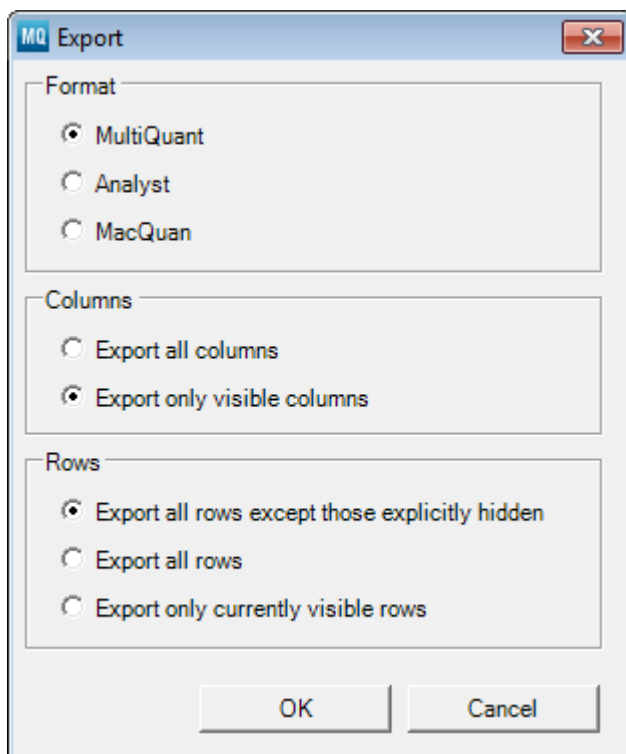 MQ Export
Format
MultiQuant
Analyst
MacQuan
Columns
Export all columns
Export only visible columns
Rows
Export all rows except those explicitly hidden
Export all rows
Export only currently visible rows
OK Cancel